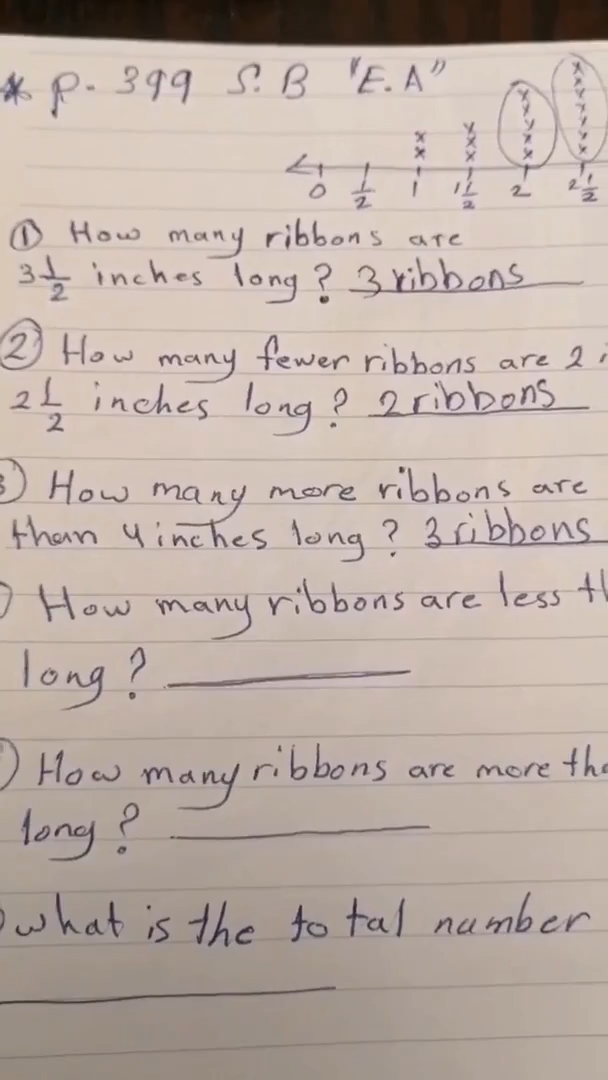 * p. 399 S.B "E.A"
0 1/2 1 1 1/2 2 2 1/2
① How many ribbons are
3 1/2 inches long? 3 ribbons
② How many fewer ribbons are 2
2 1/2 inches long? 2 ribbons
3) How many more ribbons are
than 4 inches long? 3 ribbons
) How many ribbons are less th
long?
) How many ribbons are more tha
long?
what is the total number